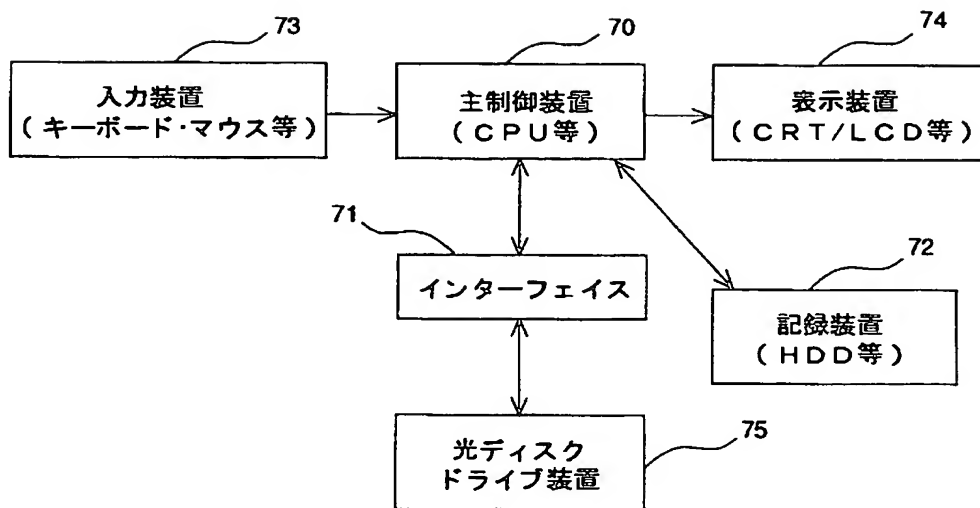 73
入力装置
(キーボード・マウス等)
70
主制御装置
(CPU等)
74
表示装置
(CRT/LCD等)
71
インターフェイス
72
記録装置
(HDD等)
75
光ディスク
ドライブ装置